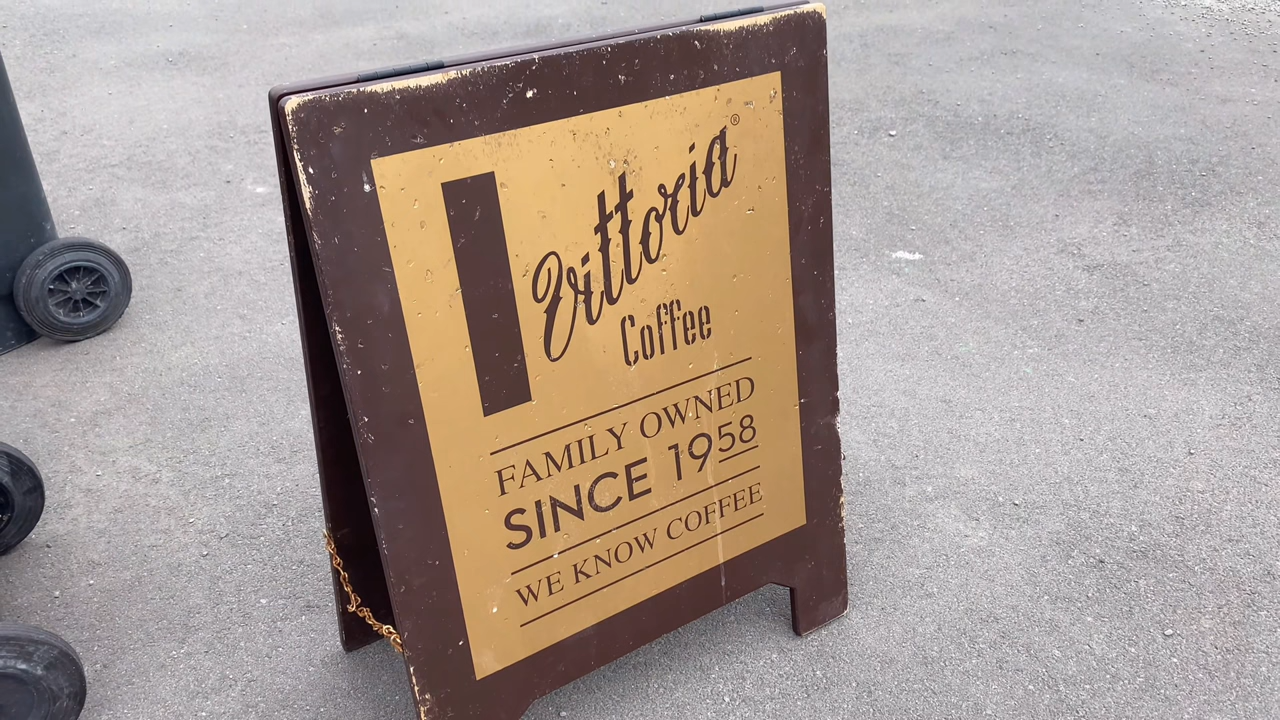 Vittoria®
Coffee
FAMILY OWNED
SINCE 1958
WE KNOW COFFEE